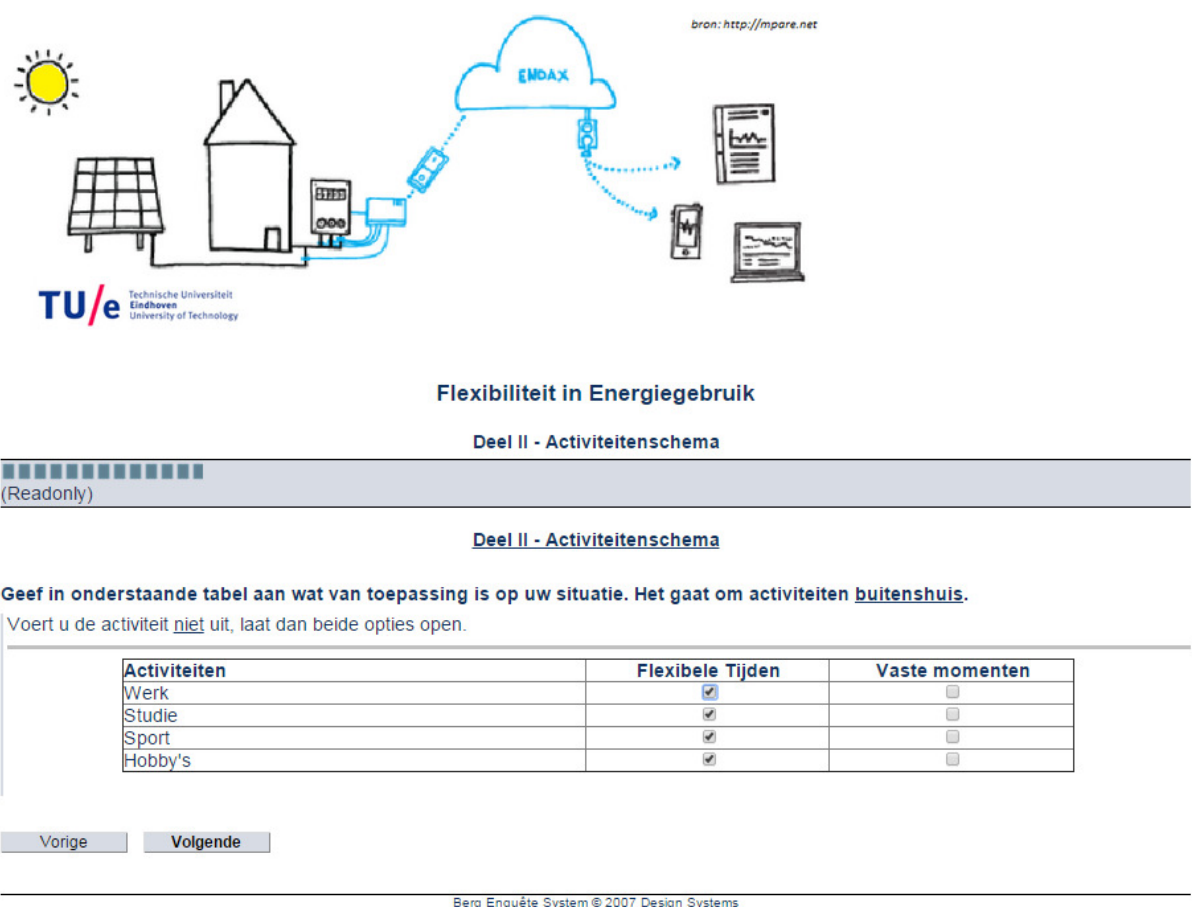 bron: http://mpare.net
ENDAX
TU/e Technische Universiteit
Eindhoven
University of Technology
Flexibiliteit in Energiegebruik
Deel II - Activiteitenschema
(Readonly)
Deel II - Activiteitenschema
Geef in onderstaande tabel aan wat van toepassing is op uw situatie. Het gaat om activiteiten buitenshuis.
Voert u de activiteit niet uit, laat dan beide opties open.
Activiteiten Flexibele Tijden Vaste momenten
Werk
Studie
Sport
Hobby's
Vorige Volgende
Berg Enquête System © 2007 Design Systems